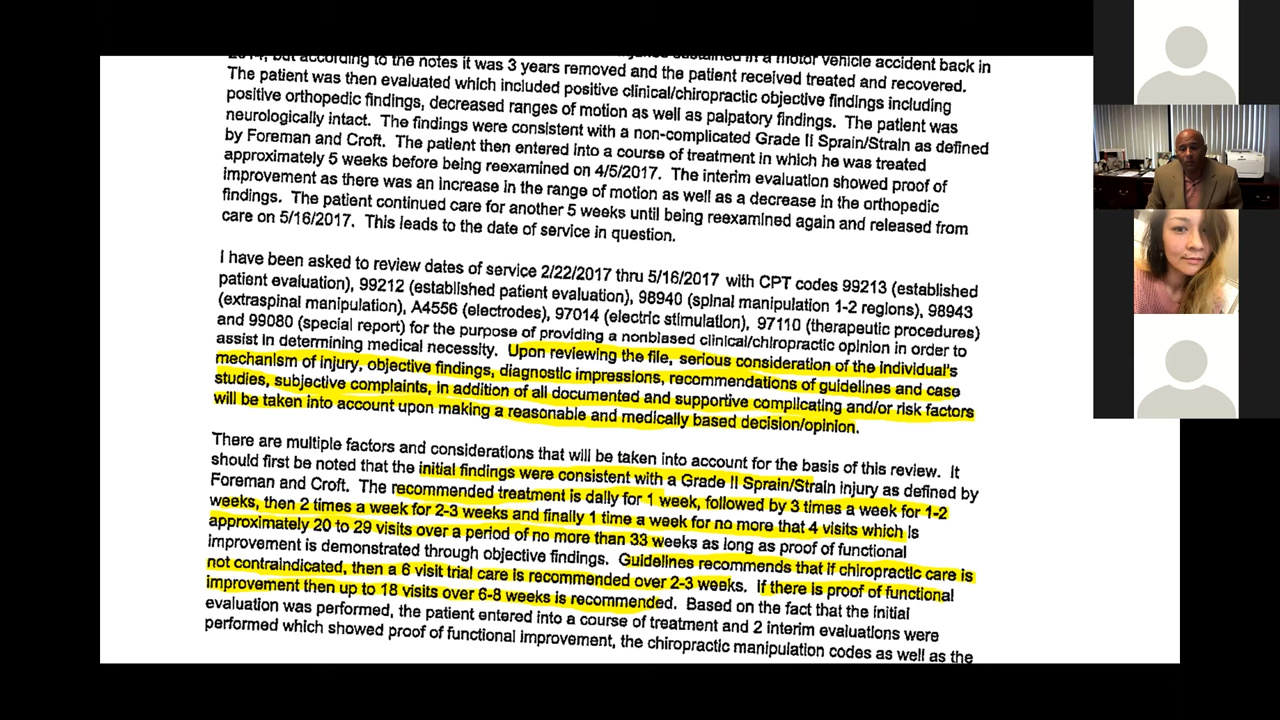 but according to the notes it was 3 years removed and the patient received treated and recovered.
The patient was then evaluated which included positive clinical/chiropractic objective findings including
positive orthopedic findings, decreased ranges of motion as well as palpatory findings. The patient was
neurologically intact. The findings were consistent with a non-complicated Grade II Sprain/Strain as defined
by Foreman and Croft. The patient then entered into a course of treatment in which he was treated
approximately 5 weeks before being reexamined on 4/5/2017. The interim evaluation showed proof of
improvement as there was an increase in the range of motion as well as a decrease in the orthopedic
findings. The patient continued care for another 5 weeks until being reexamined again and released from
care on 5/16/2017. This leads to the date of service in question.
I have been asked to review dates of service 2/22/2017 thru 5/16/2017 with CPT codes 99213 (established
patient evaluation), 99212 (established patient evaluation), 98940 (spinal manipulation 1-2 regions), 98943
(extraspinal manipulation), A4556 (electrodes), 97014 (electric stimulation), 97110 (therapeutic procedures)
and 99080 (special report) for the purpose of providing a nonbiased clinical/chiropractic opinion in order to
assist in determining medical necessity. Upon reviewing the file, serious consideration of the individual's
mechanism of injury, objective findings, diagnostic impressions, recommendations of guidelines and case
studies, subjective complaints, in addition of all documented and supportive complicating and/or risk factors
will be taken into account upon making a reasonable and medically based decision/opinion.
There are multiple factors and considerations that will be taken into account for the basis of this review. It
should first be noted that the initial findings were consistent with a Grade II Sprain/Strain injury as defined by
Foreman and Croft. The recommended treatment is daily for 1 week, followed by 3 times a week for 1-2
weeks, then 2 times a week for 2-3 weeks and finally 1 time a week for no more that 4 visits which is
approximately 20 to 29 visits over a period of no more than 33 weeks as long as proof of functional
improvement is demonstrated through objective findings. Guidelines recommends that if chiropractic care is
not contraindicated, then a 6 visit trial care is recommended over 2-3 weeks. If there is proof of functional
improvement then up to 18 visits over 6-8 weeks is recommended. Based on the fact that the initial
evaluation was performed, the patient entered into a course of treatment and 2 interim evaluations were
performed which showed proof of functional improvement, the chiropractic manipulation codes as well as the